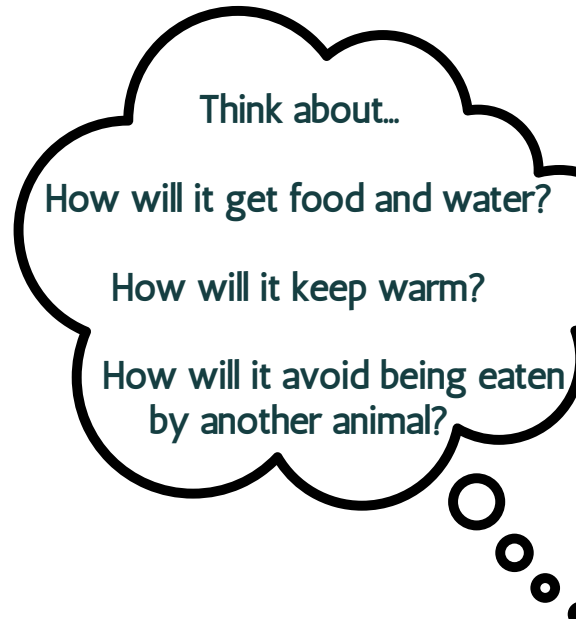 Think about...
How will it get food and water?
How will it keep warm?
How will it avoid being eaten
by another animal?